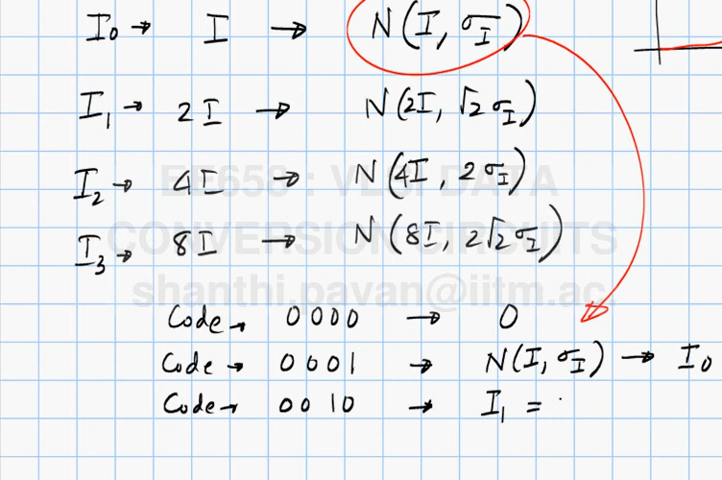 I₀ → I → N(I, σ_I)
I₁ → 2I → N(2I, √2 σ_I)
I₂ → 4I → N(4I, 2σ_I)
I₃ → 8I → N(8I, 2√2 σ_I)
EE658 : VLSI DATA
CONVERSION CIRCUITS
shanthi.pavan@iitm.ac
Code → 0000 → 0
Code → 0001 → N(I, σ_I) → I₀
Code → 0010 → I₁ =